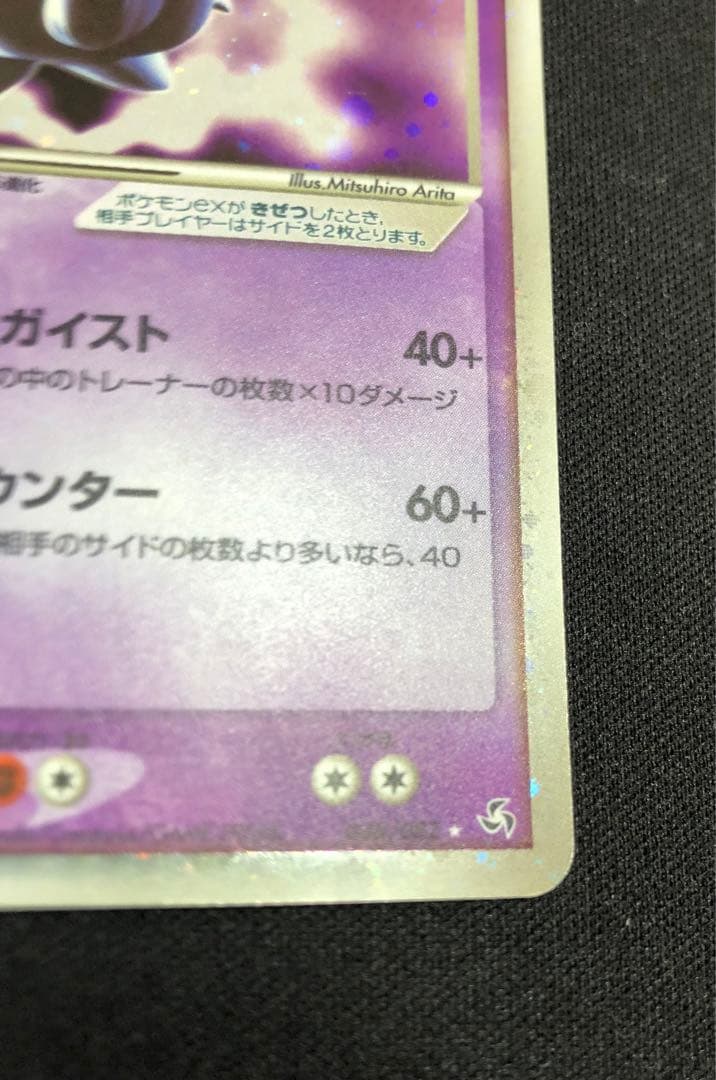 Illus.Mitsuhiro Arita
進化
ポケモンexが きぜつしたとき、
相手プレイヤーはサイドを2枚とります。
ガイスト 40+
の中のトレーナーの枚数×10ダメージ
ウンター 60+
相手のサイドの枚数より多いなら、40